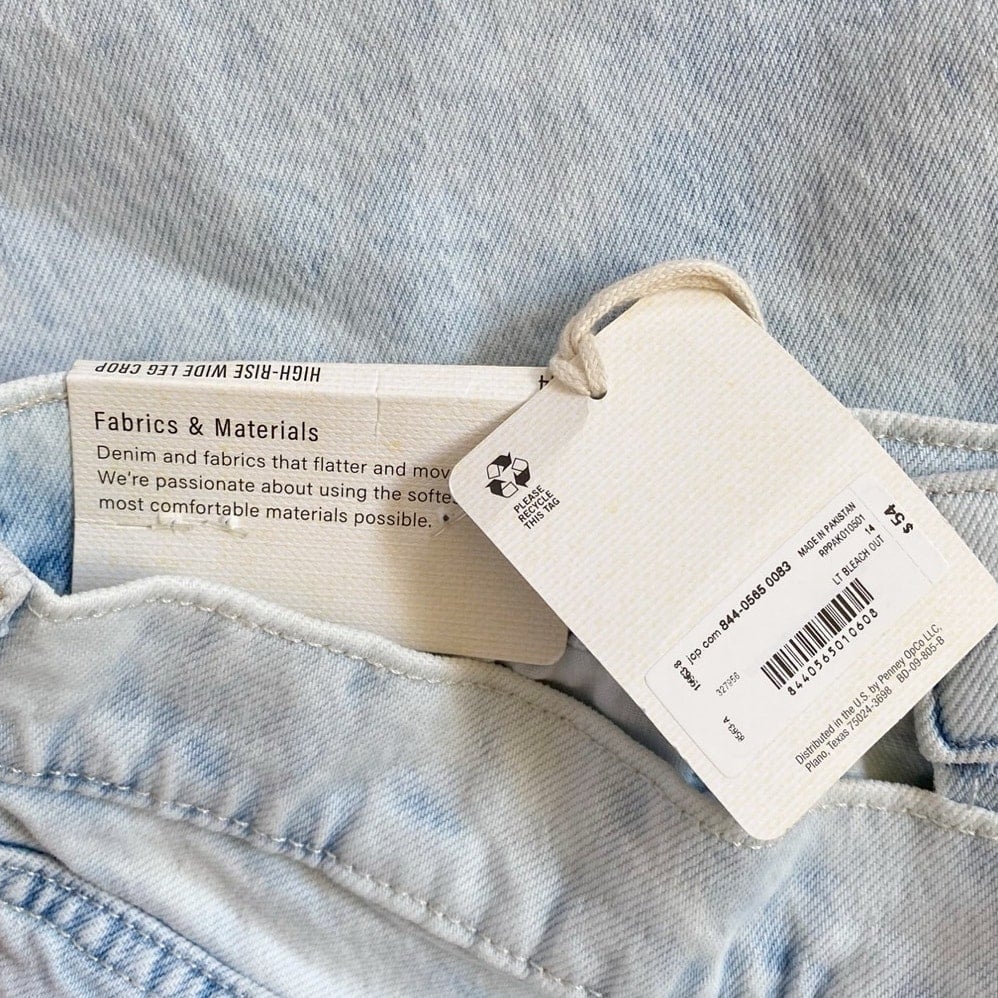 HIGH-RISE WIDE LEG CROP
Fabrics & Materials
Denim and fabrics that flatter and mov
We're passionate about using the softe
most comfortable materials possible.
PLEASE
RECYCLE
THIS TAG
$54
MADE IN PAKISTAN
RPPAK010501
14
LT BLEACH OUT
jcp.com 844-0565 0083
327956
8440565010608
Distributed in the U.S. by Penney OpCo LLC,
Plano, Texas 75024-3698 BD-09-805-B